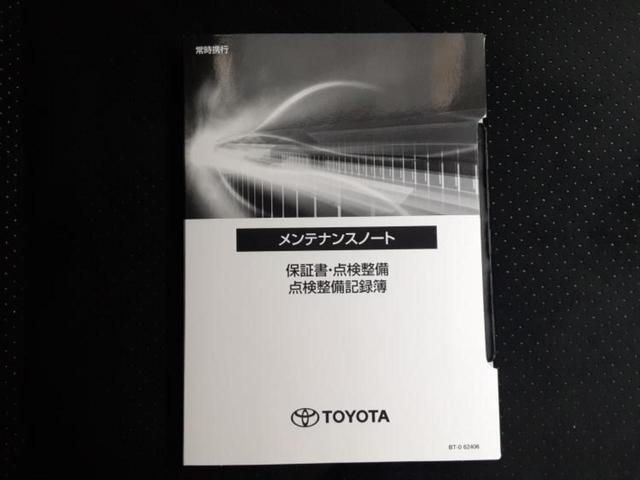 常時携行
メンテナンスノート
保証書・点検整備
点検整備記録簿
TOYOTA
BT-0 62406